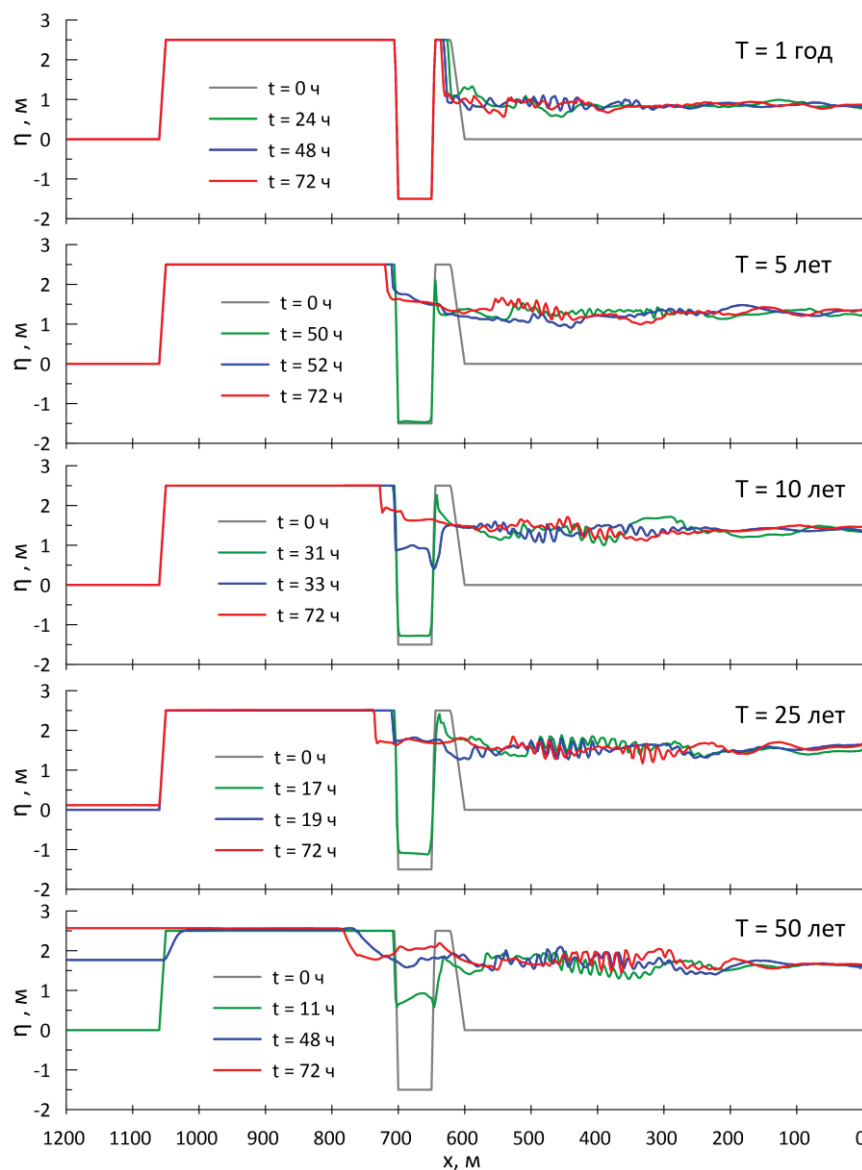 3
2
1
0
-1
-2
η , м
T = 1 год
t = 0 ч
t = 24 ч
t = 48 ч
t = 72 ч
3
2
1
0
-1
-2
η , м
T = 5 лет
t = 0 ч
t = 50 ч
t = 52 ч
t = 72 ч
3
2
1
0
-1
-2
η , м
T = 10 лет
t = 0 ч
t = 31 ч
t = 33 ч
t = 72 ч
3
2
1
0
-1
-2
η , м
T = 25 лет
t = 0 ч
t = 17 ч
t = 19 ч
t = 72 ч
3
2
1
0
-1
-2
η , м
T = 50 лет
t = 0 ч
t = 11 ч
t = 48 ч
t = 72 ч
1200 1100 1000 900 800 700 600 500 400 300 200 100 0
x, м